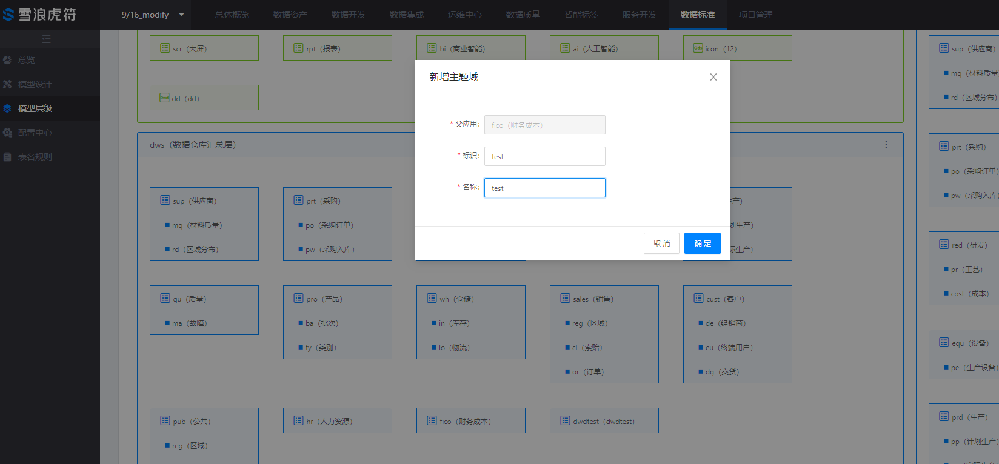 雪浪虎符
9/16_modify
总体概览
数据资产
数据开发
数据集成
运维中心
数据质量
智能标签
服务开发
数据标准
项目管理
总览
模型设计
模型层级
配置中心
表名规则
scr（大屏）
rpt（报表）
bi（商业智能）
ai（人工智能）
icon（12）
dd（dd）
dws（数据仓库汇总层）
sup（供应商）
mq（材料质量）
rd（区域分布）
prt（采购）
po（采购订单）
pw（采购入库）
产）
划生产）
际生产）
qu（质量）
ma（故障）
pro（产品）
ba（批次）
ty（类别）
wh（仓储）
in（库存）
lo（物流）
sales（销售）
reg（区域）
cl（索赔）
or（订单）
cust（客户）
de（经销商）
eu（终端用户）
dg（交货）
pub（公共）
reg（区域）
hr（人力资源）
fico（财务成本）
dwdtest（dwdtest）
新增主题域
* 父应用：
fico（财务成本）
* 标识：
test
* 名称：
test
取 消
确 定
sup（供应商）
mq（材料质量
rd（区域分布）
prt（采购）
po（采购订单）
pw（采购入库）
red（研发）
pr（工艺）
cost（成本）
equ（设备）
pe（生产设备）
prd（生产）
pp（计划生产）